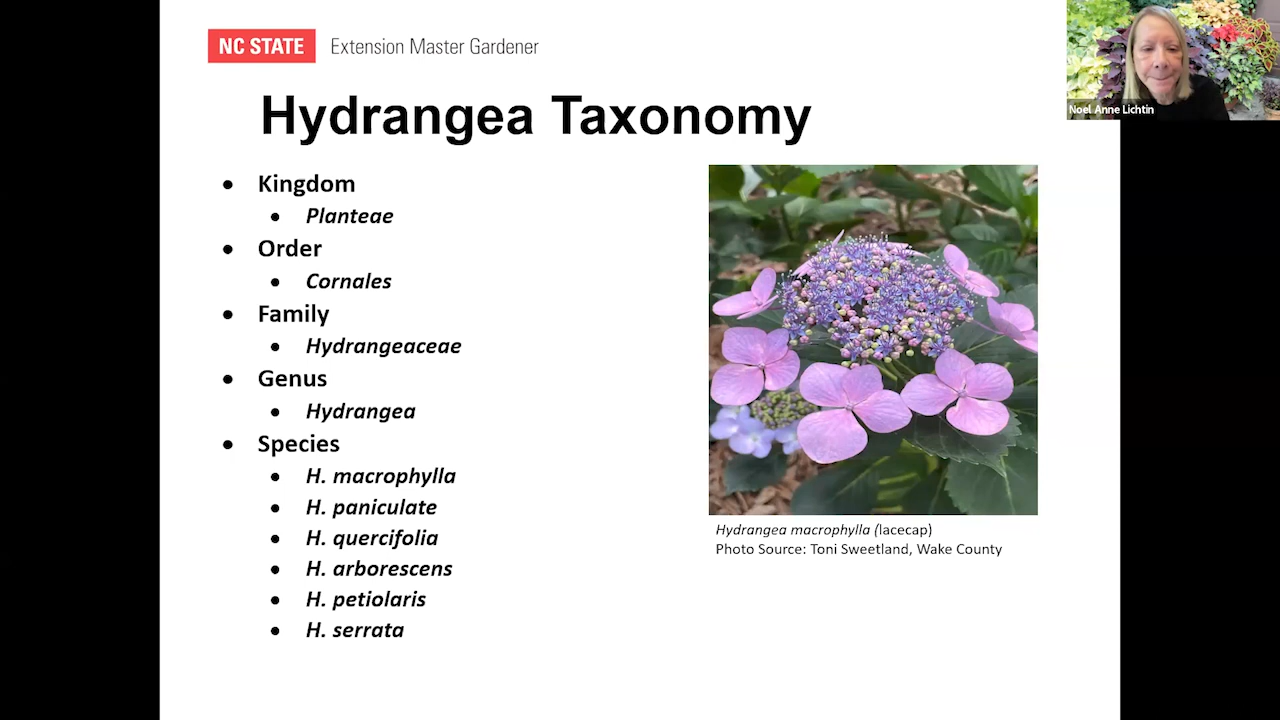 NC STATE Extension Master Gardener
Noel Anne Lichtin
Hydrangea Taxonomy
• Kingdom
• Planteae
• Order
• Cornales
• Family
• Hydrangeaceae
• Genus
• Hydrangea
• Species
• H. macrophylla
• H. paniculate
• H. quercifolia
• H. arborescens
• H. petiolaris
• H. serrata
Hydrangea macrophylla (lacecap)
Photo Source: Toni Sweetland, Wake County